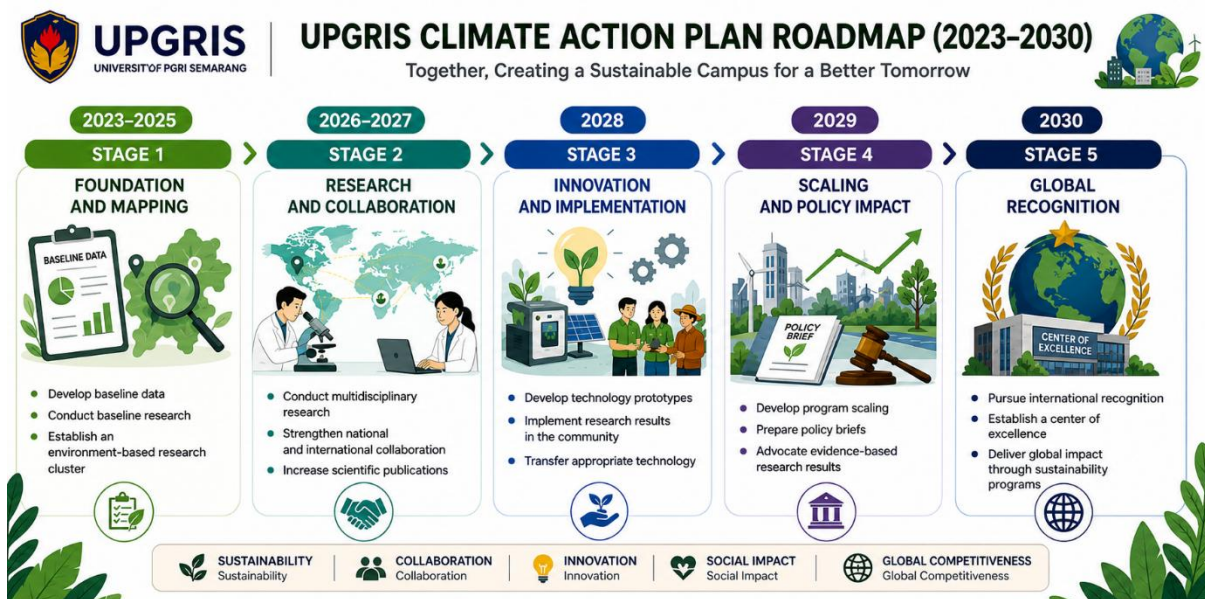 UPGRIS
UNIVERSIT'OF PGRI SEMARANG
UPGRIS CLIMATE ACTION PLAN ROADMAP (2023–2030)
Together, Creating a Sustainable Campus for a Better Tomorrow
2023–2025
STAGE 1
FOUNDATION
AND MAPPING
BASELINE DATA
• Develop baseline data
• Conduct baseline research
• Establish an
environment-based research
cluster
2026–2027
STAGE 2
RESEARCH
AND COLLABORATION
• Conduct multidisciplinary
research
• Strengthen national
and international collaboration
• Increase scientific publications
2028
STAGE 3
INNOVATION
AND IMPLEMENTATION
• Develop technology prototypes
• Implement research results
in the community
• Transfer appropriate technology
2029
STAGE 4
SCALING
AND POLICY IMPACT
POLICY
BRIEF
• Develop program scaling
• Prepare policy briefs
• Advocate evidence-based
research results
2030
STAGE 5
GLOBAL
RECOGNITION
CENTER OF
EXCELLENCE
• Pursue international recognition
• Establish a center of
excellence
• Deliver global impact
through sustainability
programs
SUSTAINABILITY
Sustainability
COLLABORATION
Collaboration
INNOVATION
Innovation
SOCIAL IMPACT
Social Impact
GLOBAL COMPETITIVENESS
Global Competitiveness